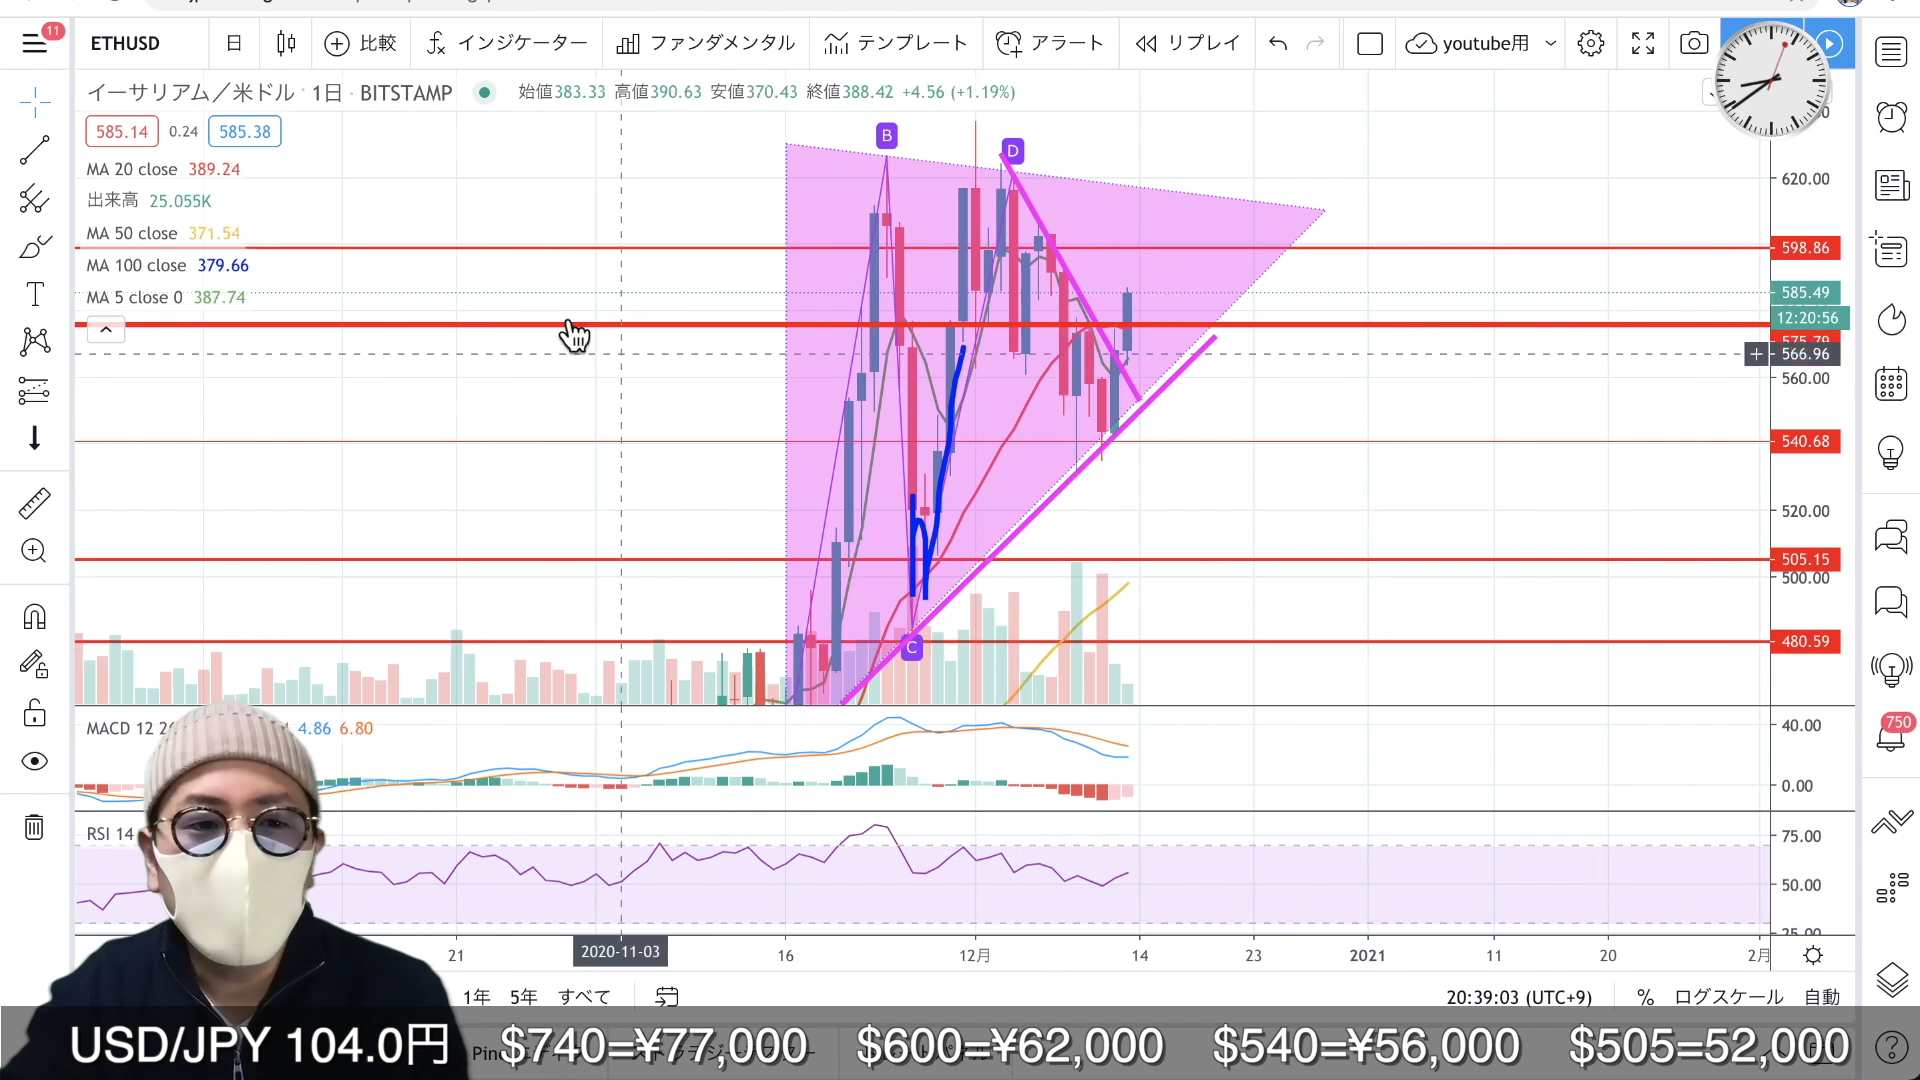 11
ETHUSD 日 比較 インジケーター ファンダメンタル テンプレート アラート リプレイ youtube用
イーサリアム／米ドル · 1日 · BITSTAMP 始値383.33 高値390.63 安値370.43 終値388.42 +4.56 (+1.19%)
585.14 0.24 585.38
MA 20 close 389.24
出来高 25.055K
MA 50 close 371.54
MA 100 close 379.66
MA 5 close 0 387.74
B
D
C
620.00
598.86
585.49
12:20:56
575.79
566.96
560.00
540.68
520.00
505.15
500.00
480.59
MACD 12 4.86 6.80
40.00
0.00
RSI 14
75.00
50.00
25.00
750
21 2020-11-03 16 12月 14 23 2021 11 20 2月
1年 5年 すべて 20:39:03 (UTC+9) % ログスケール 自動
USD/JPY 104.0円 $740=¥77,000 $600=¥62,000 $540=¥56,000 $505=52,000